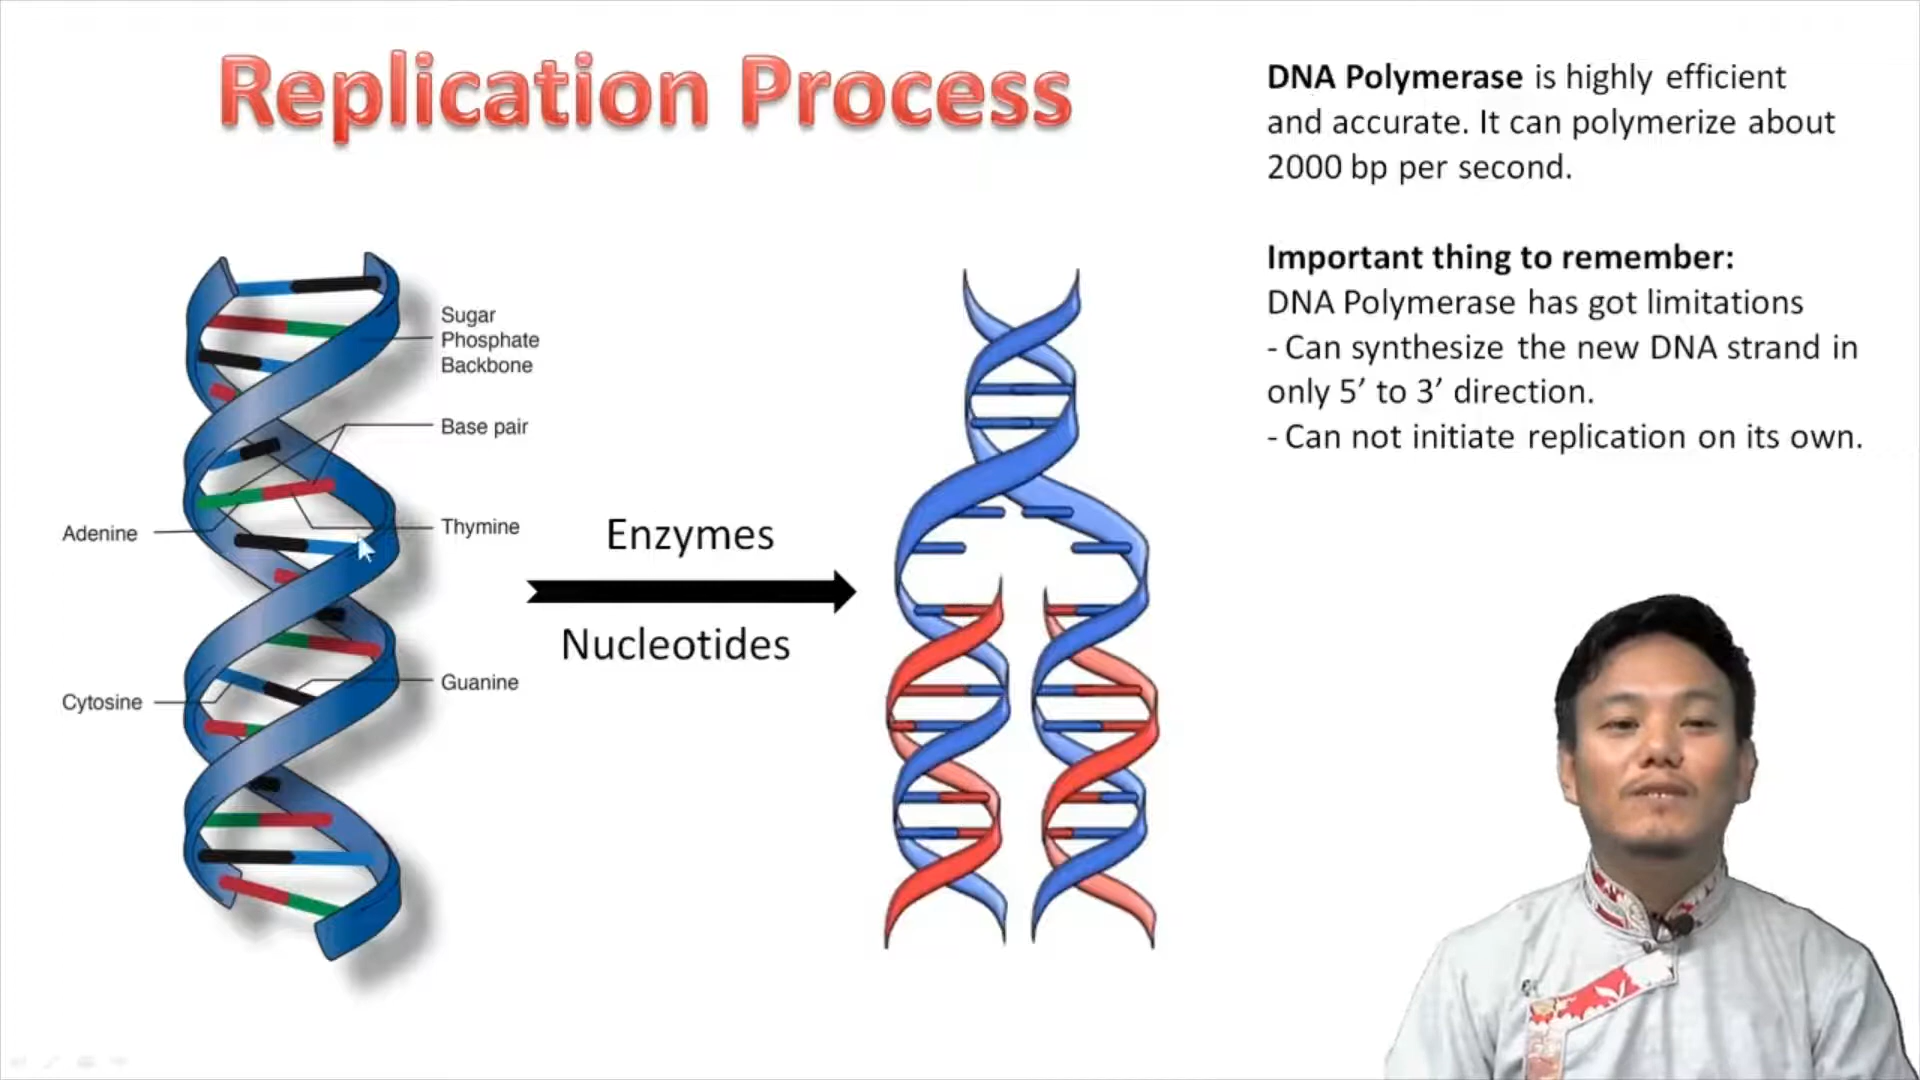 Replication Process
DNA Polymerase is highly efficient
and accurate. It can polymerize about
2000 bp per second.
Important thing to remember:
DNA Polymerase has got limitations
- Can synthesize the new DNA strand in
only 5’ to 3’ direction.
- Can not initiate replication on its own.
Sugar
Phosphate
Backbone
Base pair
Adenine
Thymine
Cytosine
Guanine
Enzymes
Nucleotides